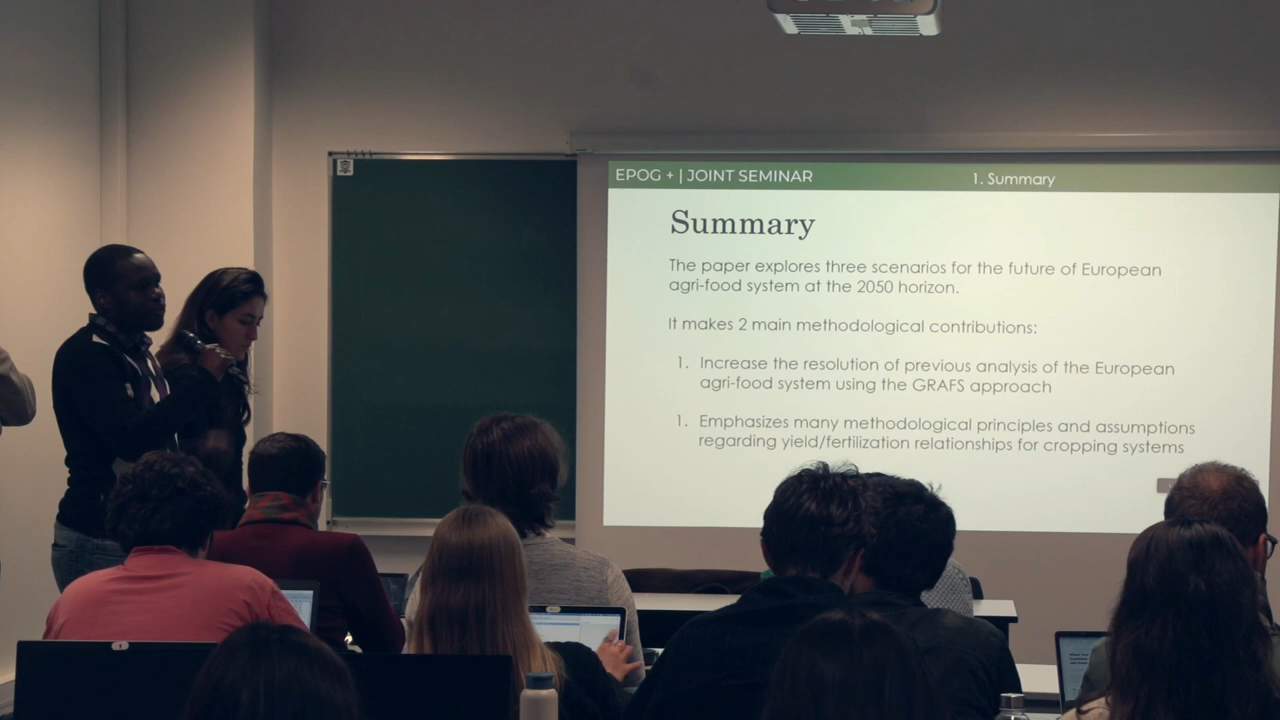 EPOG + | JOINT SEMINAR
1. Summary
Summary
The paper explores three scenarios for the future of European
agri-food system at the 2050 horizon.
It makes 2 main methodological contributions:
1. Increase the resolution of previous analysis of the European
agri-food system using the GRAFS approach
1. Emphasizes many methodological principles and assumptions
regarding yield/fertilization relationships for cropping systems